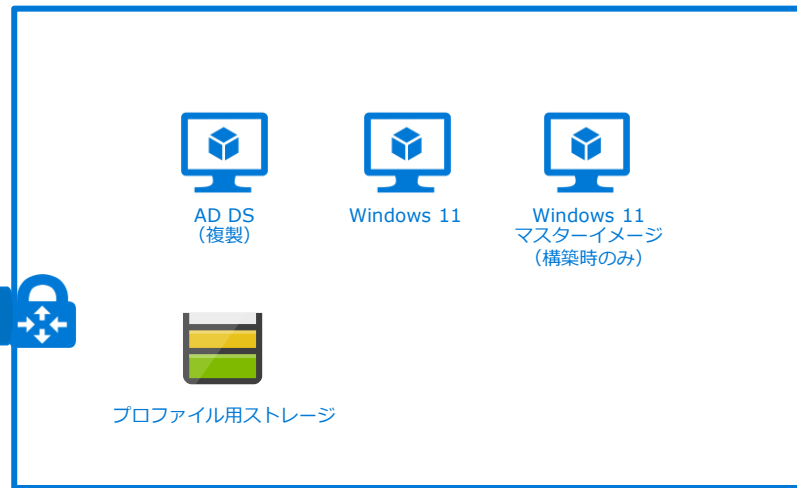 AD DS
（複製）
Windows 11
Windows 11
マスターイメージ
（構築時のみ）
プロファイル用ストレージ